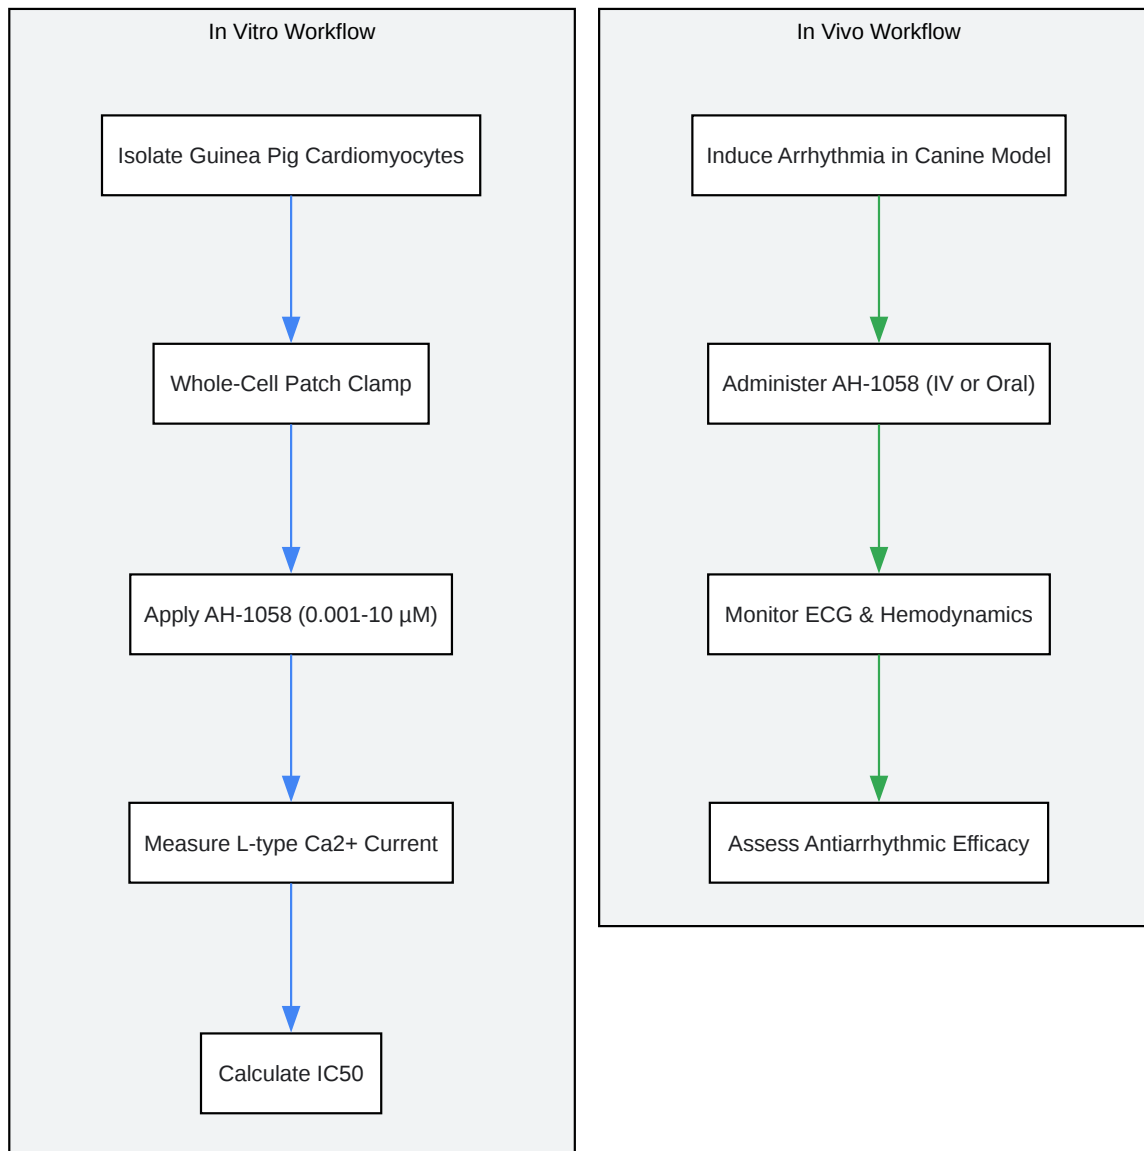 In Vitro Workflow
Isolate Guinea Pig Cardiomyocytes
Whole-Cell Patch Clamp
Apply AH-1058 (0.001-10 µM)
Measure L-type Ca2+ Current
Calculate IC50
In Vivo Workflow
Induce Arrhythmia in Canine Model
Administer AH-1058 (IV or Oral)
Monitor ECG & Hemodynamics
Assess Antiarrhythmic Efficacy